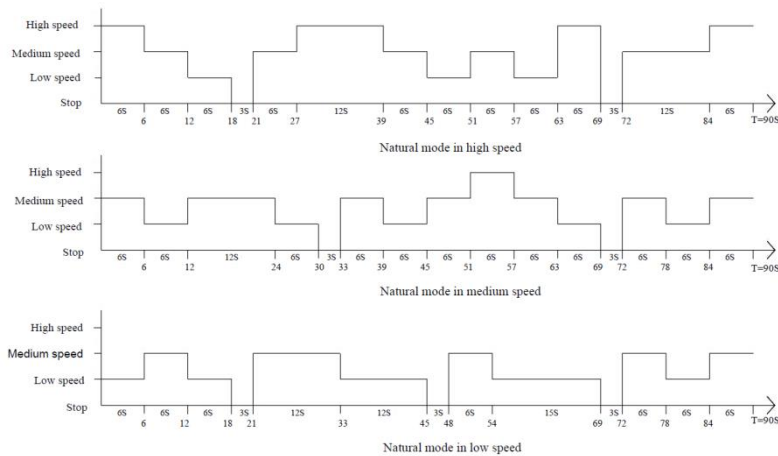 High speed
Medium speed
Low speed
Stop
6S 6S 6S 3S 6S 12S 6S 6S 6S 6S 6S 3S 12S 6S
6 12 18 21 27 39 45 51 57 63 69 72 84 T=90S
Natural mode in high speed
High speed
Medium speed
Low speed
Stop
6S 6S 12S 6S 3S 6S 6S 6S 6S 6S 6S 3S 6S 6S 6S
6 12 24 30 33 39 45 51 57 63 69 72 78 84 T=90S
Natural mode in medium speed
High speed
Medium speed
Low speed
Stop
6S 6S 6S 3S 12S 12S 3S 6S 15S 3S 6S 6S 6S
6 12 18 21 33 45 48 54 69 72 78 84 T=90S
Natural mode in low speed